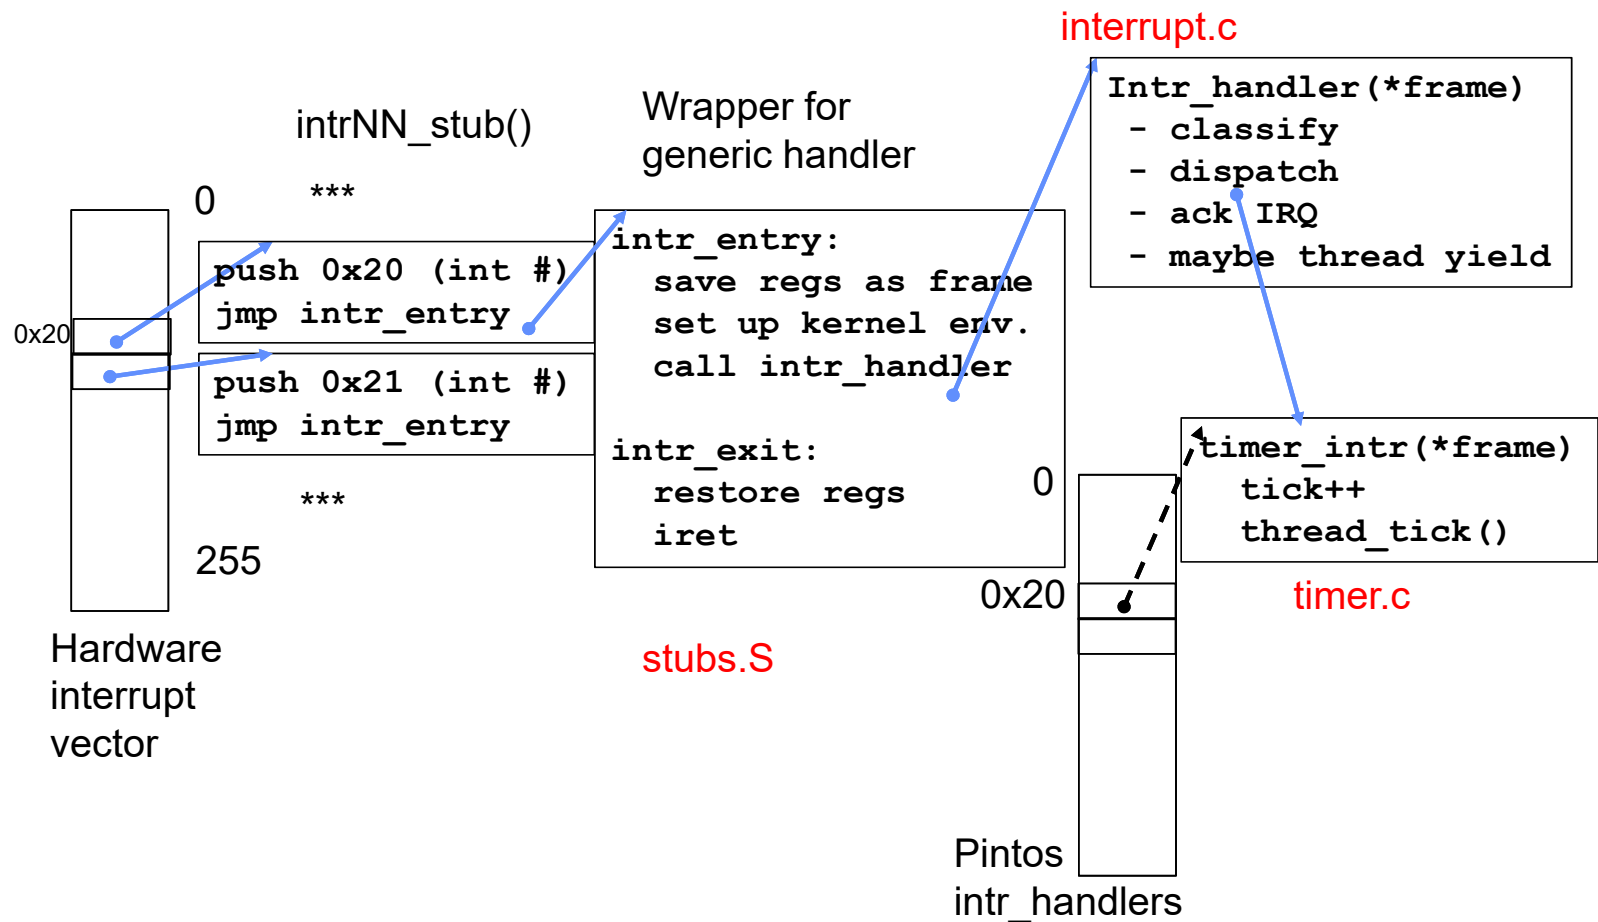 interrupt.c
Intr_handler(*frame)
- classify
- dispatch
- ack IRQ
- maybe thread yield
intrNN_stub()
Wrapper for
generic handler
0
***
push 0x20 (int #)
jmp intr_entry
0x20
push 0x21 (int #)
jmp intr_entry
***
255
Hardware
interrupt
vector
intr_entry:
save regs as frame
set up kernel env.
call intr_handler
intr_exit:
restore regs
iret
stubs.S
0
0x20
Pintos
intr_handlers
timer_intr(*frame)
tick++
thread_tick()
timer.c